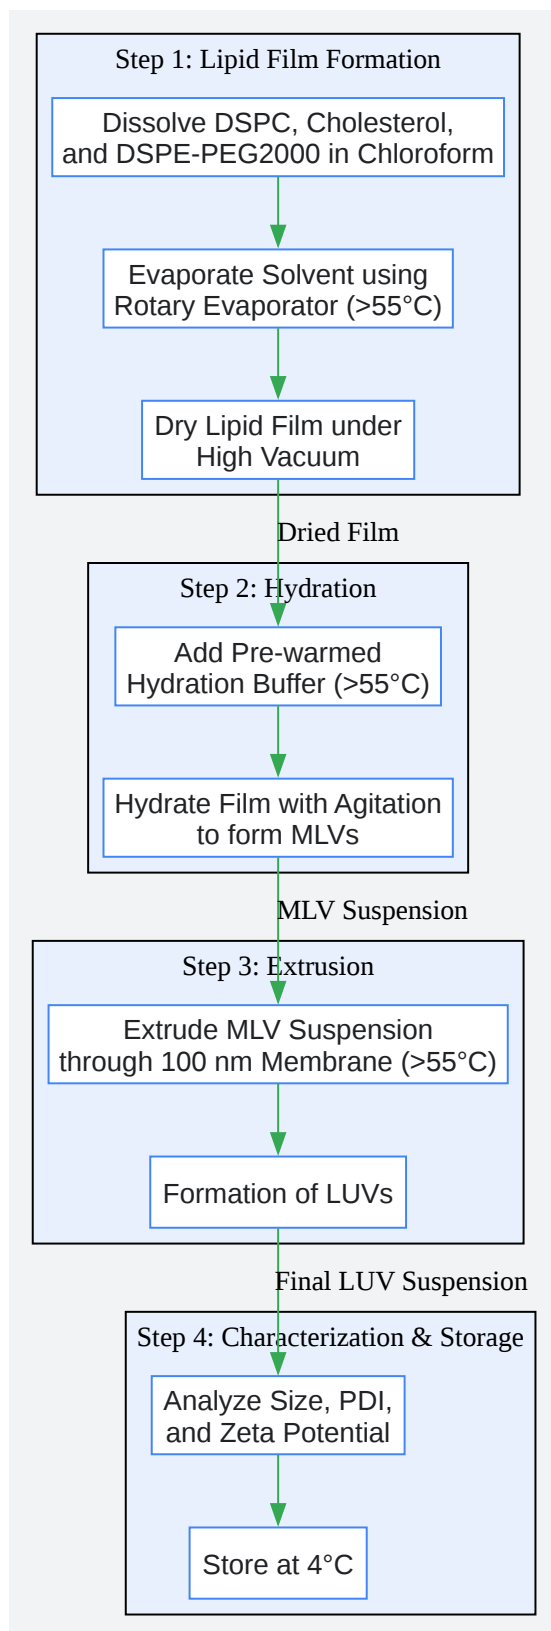 Step 1: Lipid Film Formation
Dissolve DSPC, Cholesterol,
and DSPE-PEG2000 in Chloroform
Evaporate Solvent using
Rotary Evaporator (>55°C)
Dry Lipid Film under
High Vacuum
Dried Film
Step 2: Hydration
Add Pre-warmed
Hydration Buffer (>55°C)
Hydrate Film with Agitation
to form MLVs
MLV Suspension
Step 3: Extrusion
Extrude MLV Suspension
through 100 nm Membrane (>55°C)
Formation of LUVs
Final LUV Suspension
Step 4: Characterization & Storage
Analyze Size, PDI,
and Zeta Potential
Store at 4°C